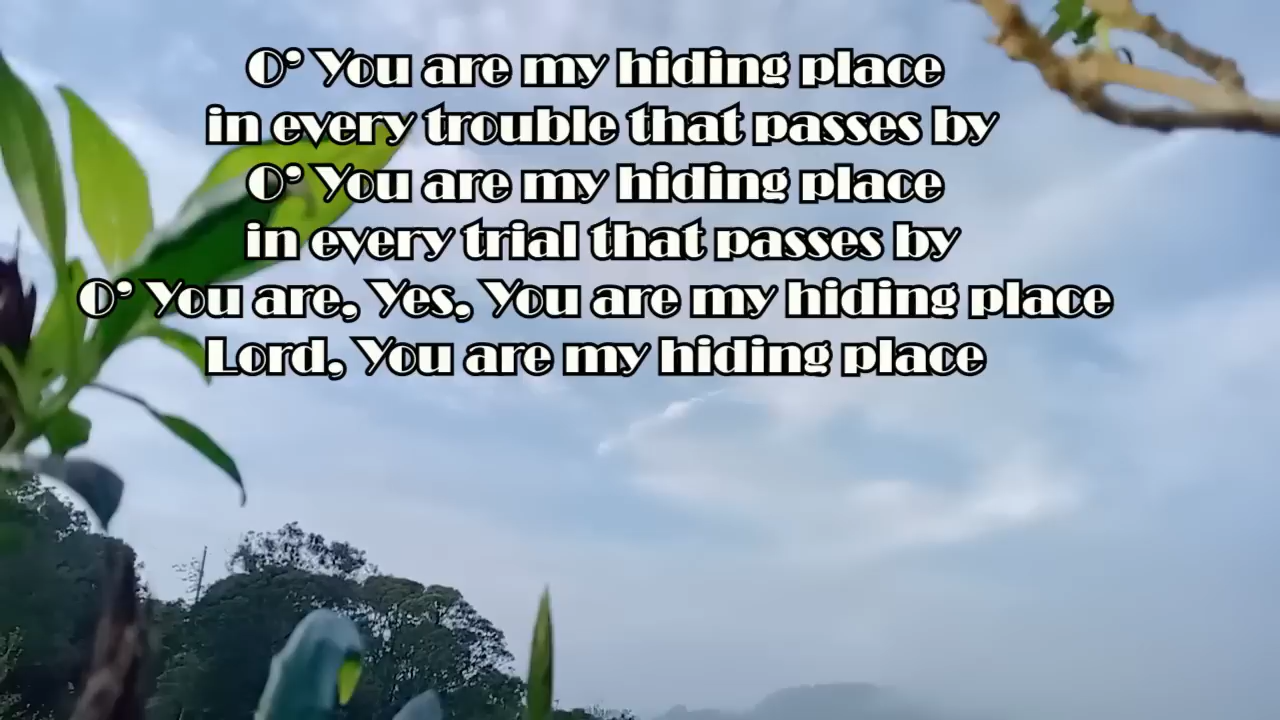 O' You are my hiding place
in every trouble that passes by
O' You are my hiding place
in every trial that passes by
O' You are, Yes, You are my hiding place
Lord, You are my hiding place